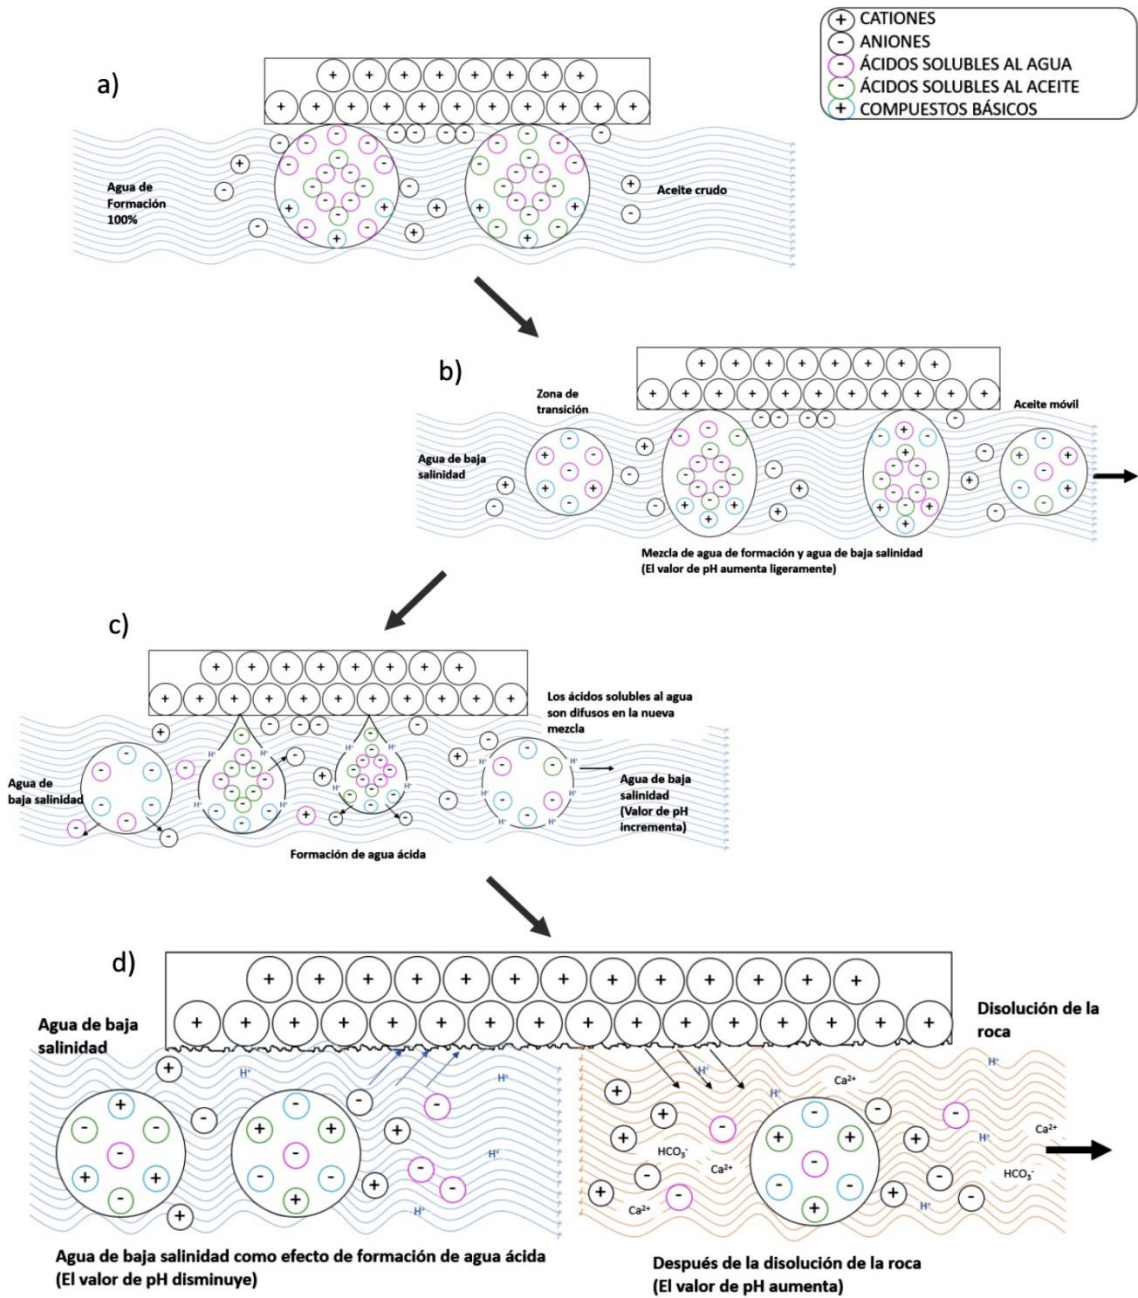 + CATIONES
- ANIONES
- ÁCIDOS SOLUBLES AL AGUA
- ÁCIDOS SOLUBLES AL ACEITE
+ COMPUESTOS BÁSICOS
a)
Agua de
Formación
100%
Aceite crudo
b)
Zona de
transición
Aceite móvil
Agua de baja
salinidad
Mezcla de agua de formación y agua de baja salinidad
(El valor de pH aumenta ligeramente)
c)
Los ácidos solubles al agua
son difusos en la nueva
mezcla
Agua de
baja salinidad
H⁺ H⁺ H⁺ H⁺ H⁺ H⁺
H⁺ H⁺ H⁺ H⁺ H⁺ H⁺
Agua de baja
salinidad
(Valor de pH
incrementa)
Formación de agua ácida
d)
Agua de baja
salinidad
Disolución de la
roca
H⁺ H⁺ H⁺ H⁺
H⁺ H⁺ H⁺ H⁺ H⁺
Ca²⁺
Ca²⁺
HCO₃⁻
Ca²⁺
HCO₃⁻
Ca²⁺
Agua de baja salinidad como efecto de formación de agua ácida
(El valor de pH disminuye)
Después de la disolución de la roca
(El valor de pH aumenta)